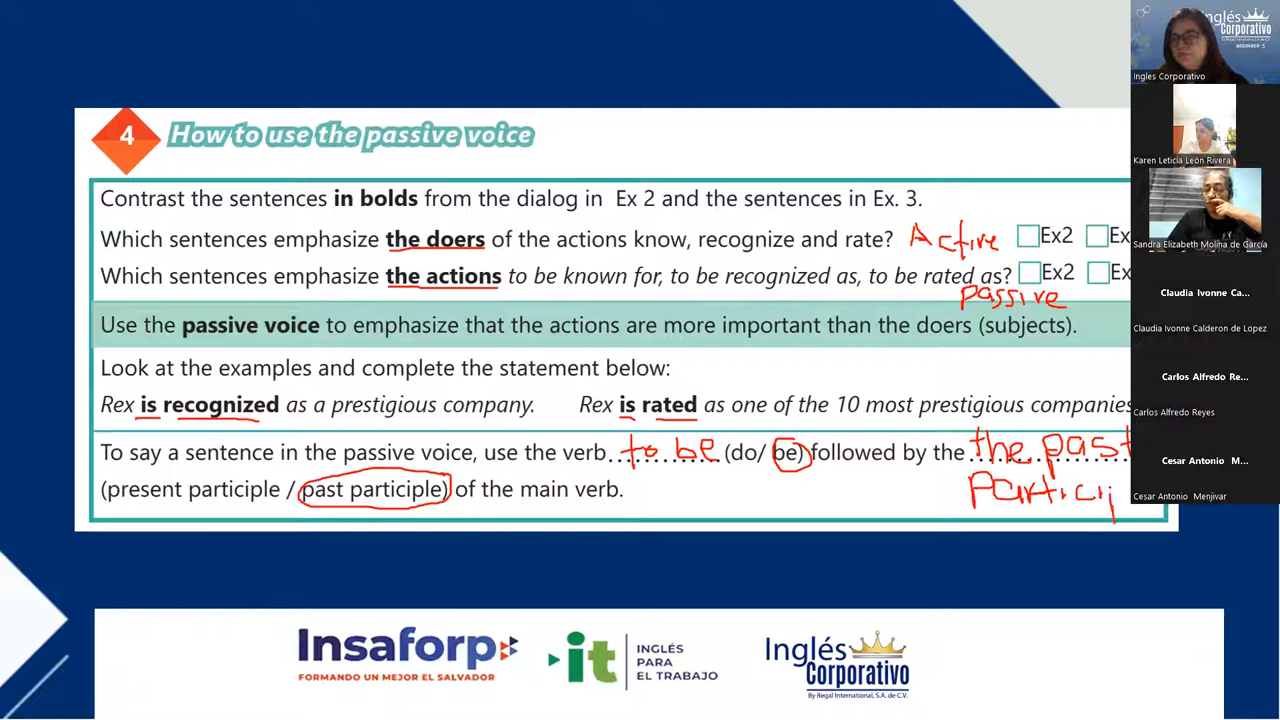 4 How to use the passive voice
Contrast the sentences in bolds from the dialog in Ex 2 and the sentences in Ex. 3.
Which sentences emphasize the doers of the actions know, recognize and rate? Active Ex2 Ex
Which sentences emphasize the actions to be known for, to be recognized as, to be rated as? Ex2 Ex
passive
Use the passive voice to emphasize that the actions are more important than the doers (subjects).
Look at the examples and complete the statement below:
Rex is recognized as a prestigious company. Rex is rated as one of the 10 most prestigious companies
To say a sentence in the passive voice, use the verb to be (do/ be) followed by the the past
(present participle / past participle) of the main verb. Particip
Insaforp
FORMANDO UN MEJOR EL SALVADOR
it INGLÉS
PARA
EL TRABAJO
Inglés
Corporativo
By Regal International, S.A. de C.V.
Inglés
Corporativo
BEGINNER 5
Ingles Corporativo
Karen Leticia León Rivera
Sandra Elizabeth Molina de García
Claudia Ivonne Ca...
Claudia Ivonne Calderon de Lopez
Carlos Alfredo Re...
Carlos Alfredo Reyes
Cesar Antonio M...
Cesar Antonio Menjivar